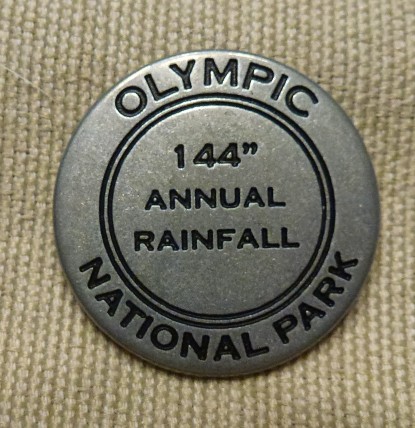 OLYMPIC
144"
ANNUAL
RAINFALL
NATIONAL PARK